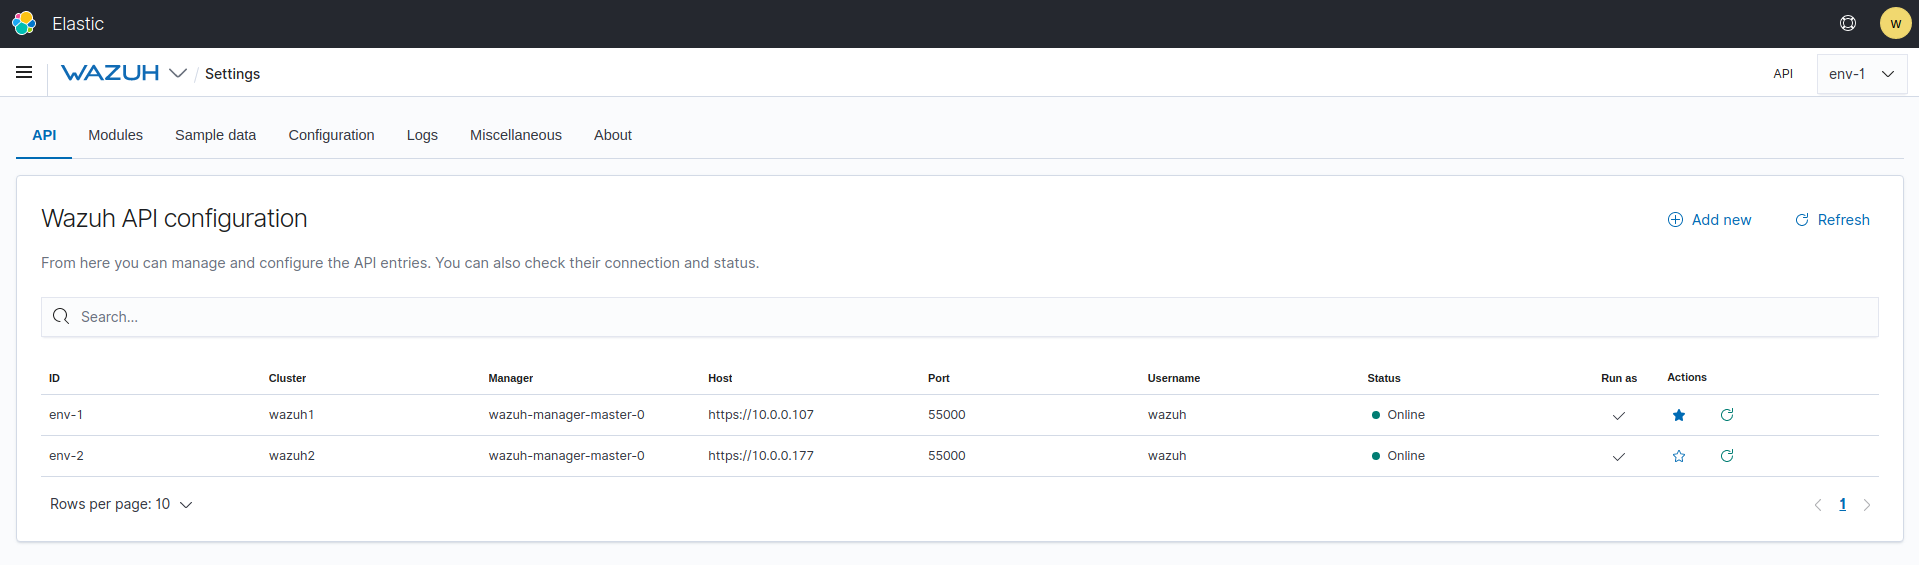 Elastic
W
WAZUH / Settings
API env-1
API Modules Sample data Configuration Logs Miscellaneous About
Wazuh API configuration
Add new Refresh
From here you can manage and configure the API entries. You can also check their connection and status.
Search...
ID Cluster Manager Host Port Username Status Run as Actions
env-1 wazuh1 wazuh-manager-master-0 https://10.0.0.107 55000 wazuh Online
env-2 wazuh2 wazuh-manager-master-0 https://10.0.0.177 55000 wazuh Online
Rows per page: 10
1